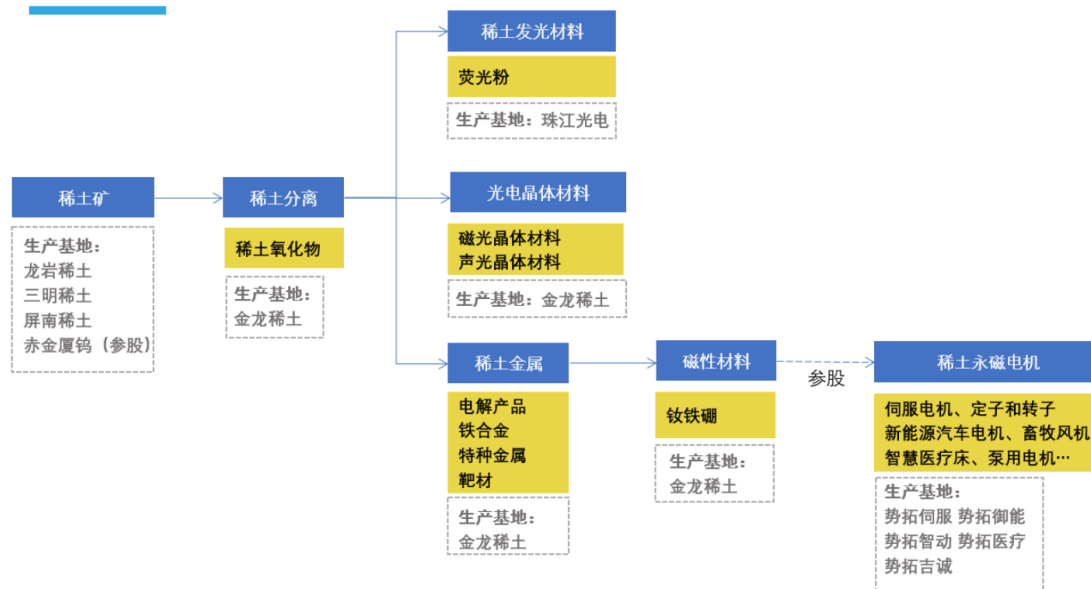 稀土发光材料
荧光粉
生产基地：珠江光电
稀土矿
生产基地：
龙岩稀土
三明稀土
屏南稀土
赤金厦钨（参股）
稀土分离
稀土氧化物
生产基地：
金龙稀土
光电晶体材料
磁光晶体材料
声光晶体材料
生产基地：金龙稀土
稀土金属
电解产品
铁合金
特种金属
靶材
生产基地：
金龙稀土
磁性材料
钕铁硼
生产基地：
金龙稀土
参股
稀土永磁电机
伺服电机、定子和转子
新能源汽车电机、畜牧风机
智慧医疗床、泵用电机…
生产基地：
势拓伺服 势拓御能
势拓智动 势拓医疗
势拓吉诚